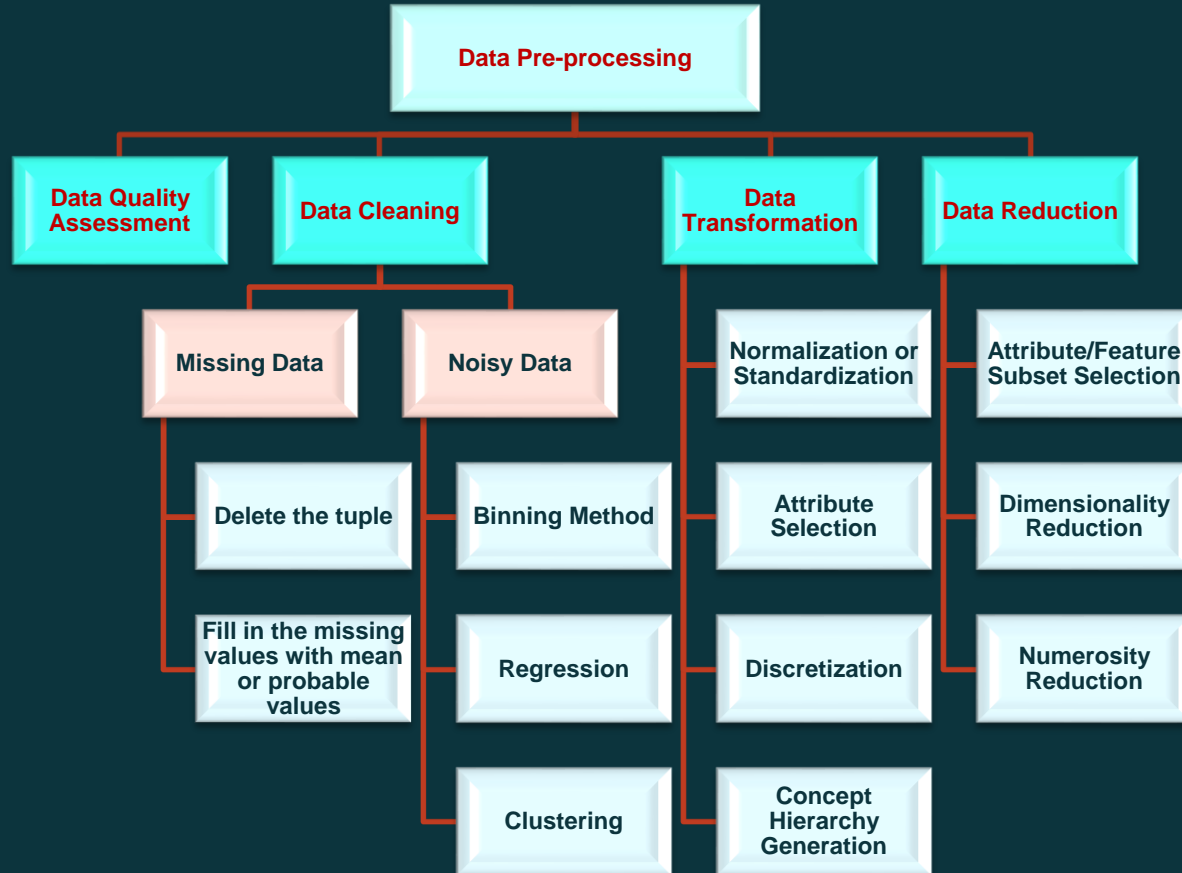 Data Pre-processing
Data Quality
Assessment
Data Cleaning
Data
Transformation
Data Reduction
Missing Data
Noisy Data
Normalization or
Standardization
Attribute/Feature
Subset Selection
Delete the tuple
Binning Method
Attribute
Selection
Dimensionality
Reduction
Fill in the missing
values with mean
or probable
values
Regression
Discretization
Numerosity
Reduction
Clustering
Concept
Hierarchy
Generation